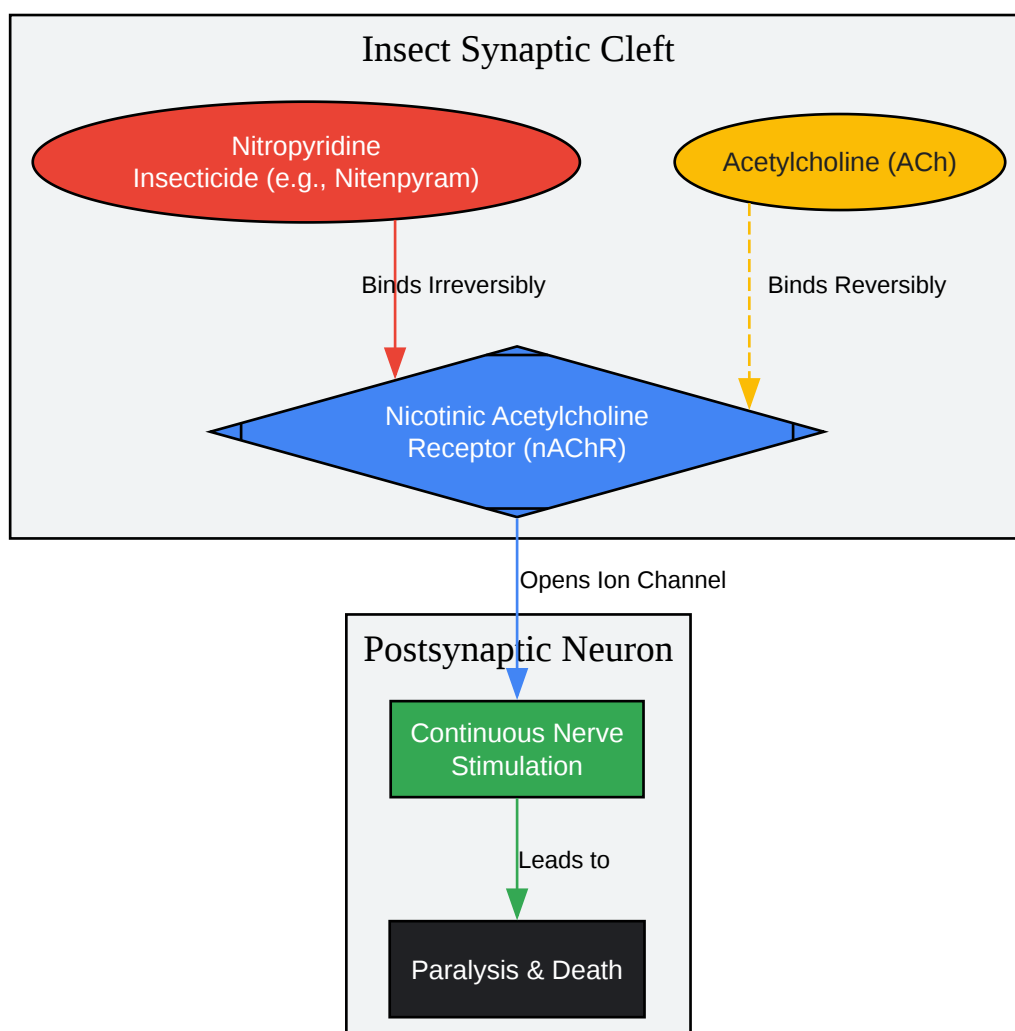 Insect Synaptic Cleft
Nitropyridine
Insecticide (e.g., Nitenpyram)
Acetylcholine (ACh)
Binds Irreversibly
Binds Reversibly
Nicotinic Acetylcholine
Receptor (nAChR)
Opens Ion Channel
Postsynaptic Neuron
Continuous Nerve
Stimulation
Leads to
Paralysis & Death